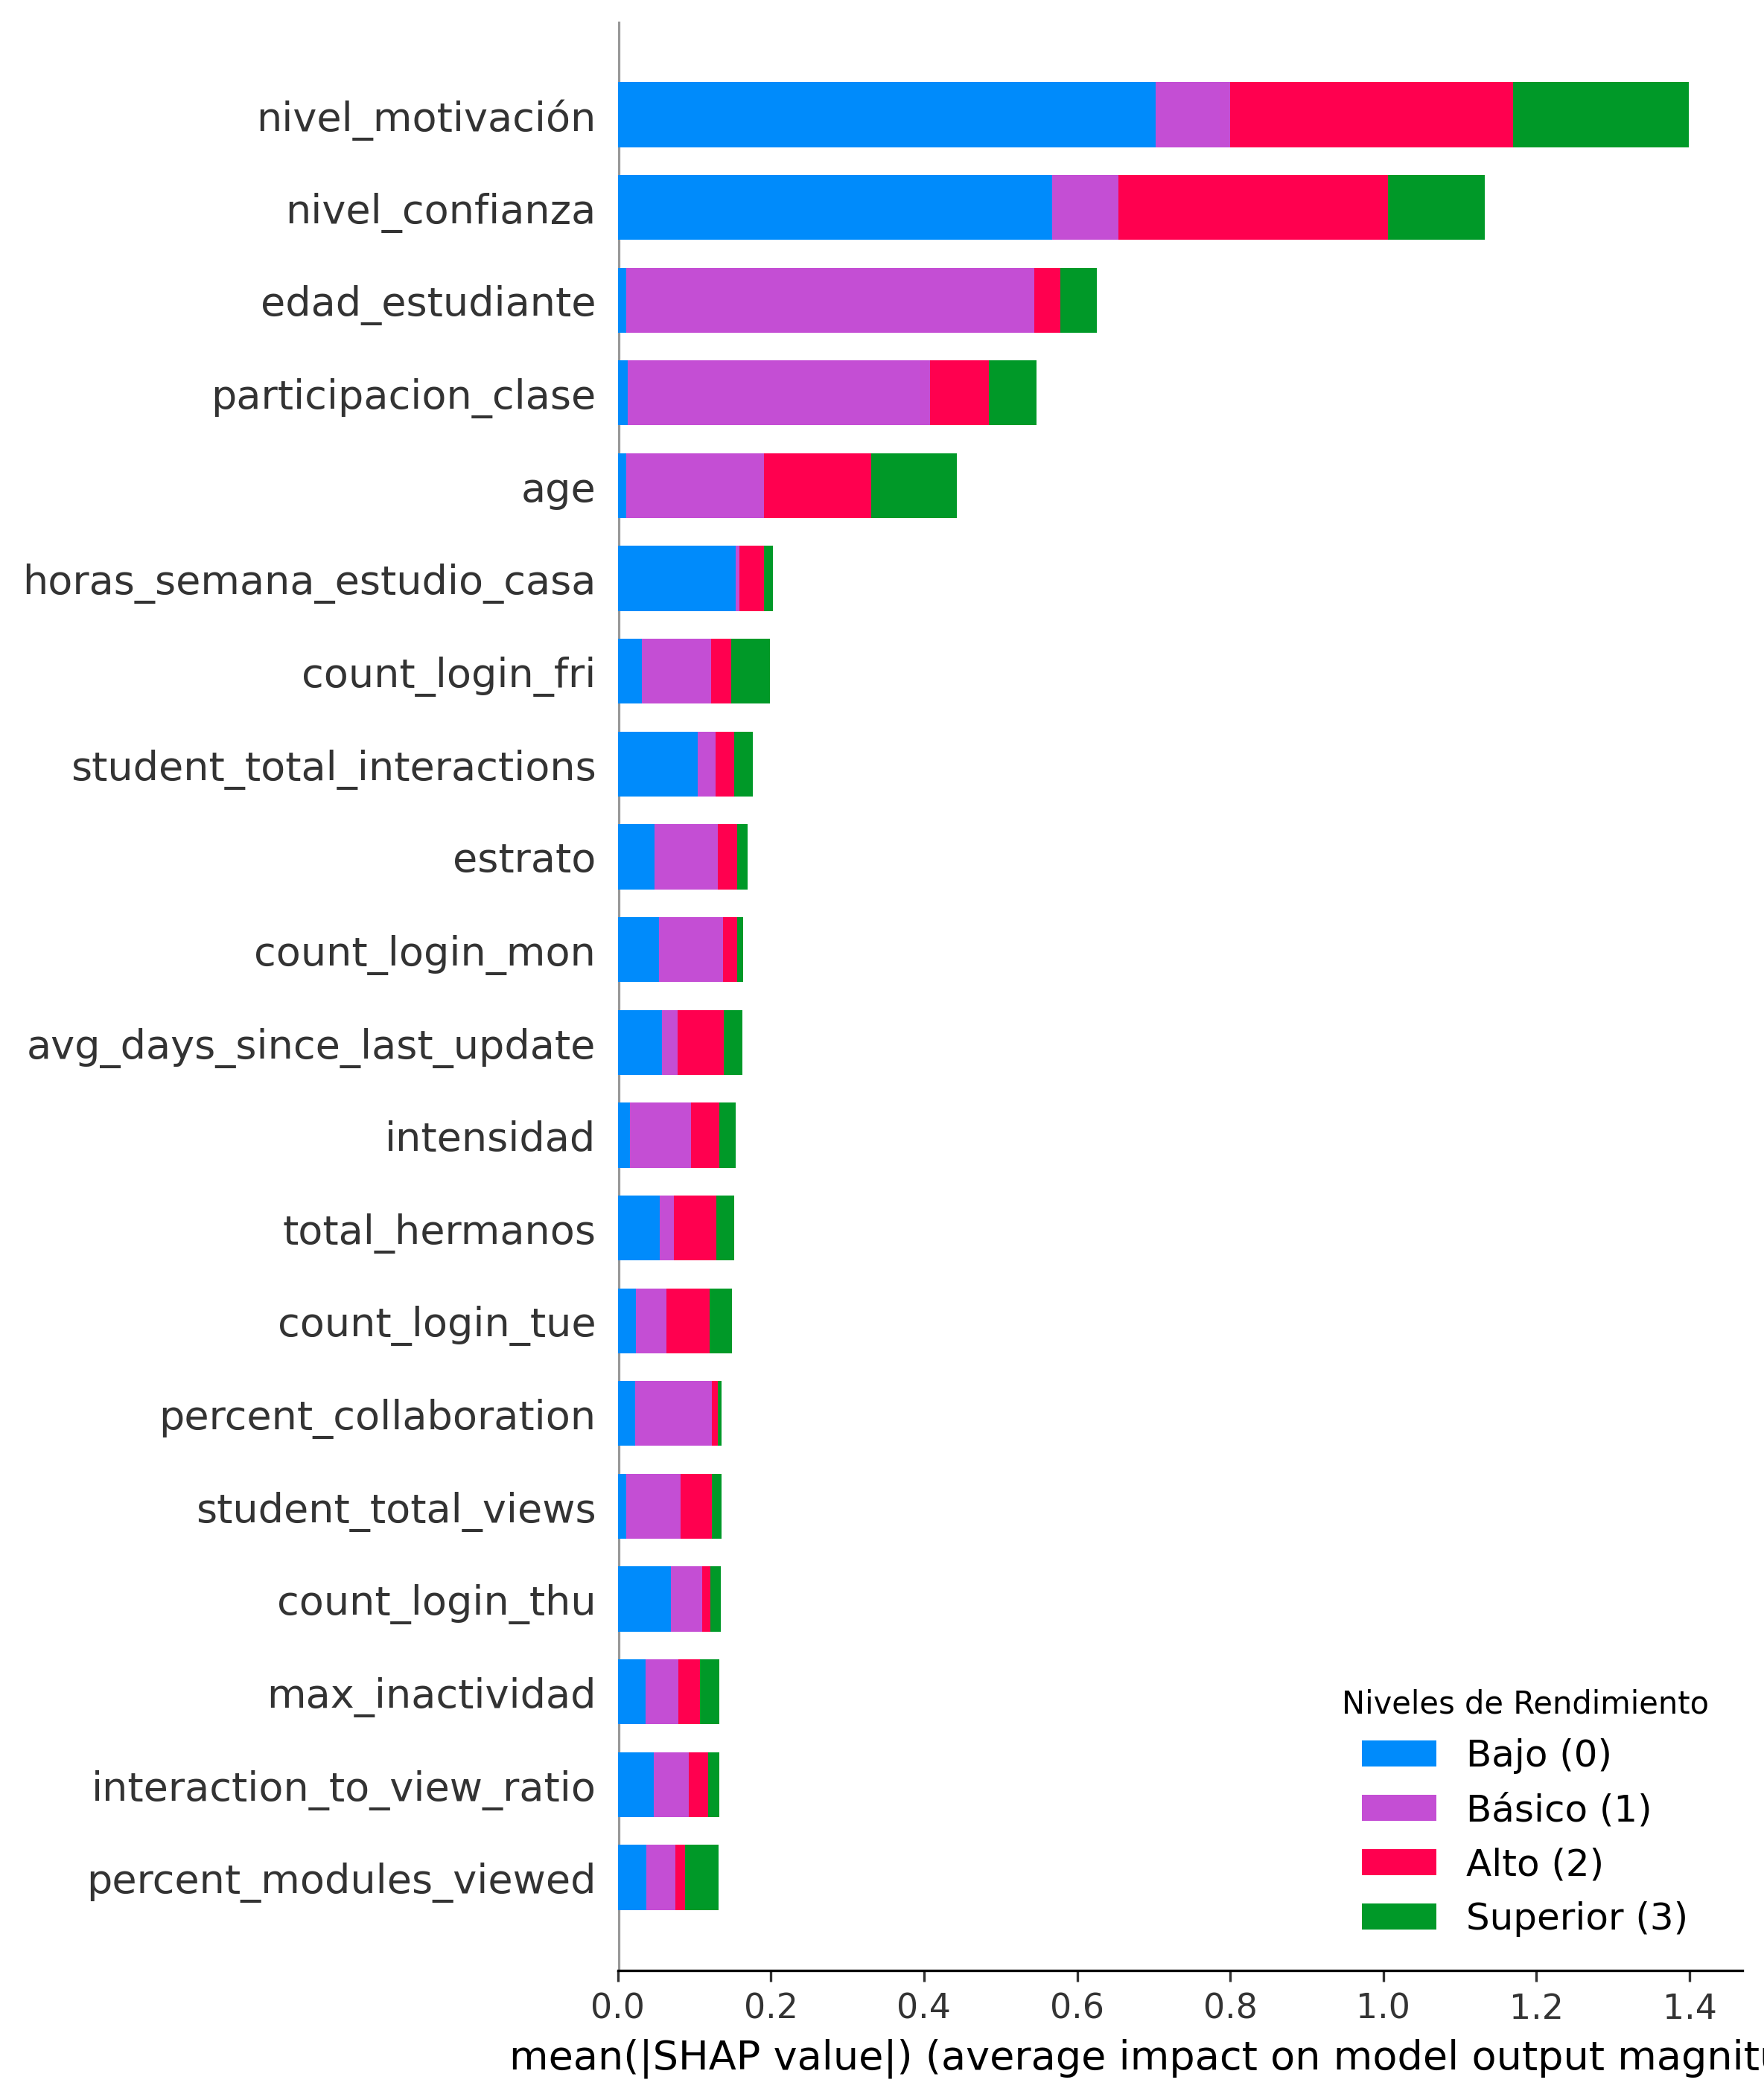 nivel_motivación
nivel_confianza
edad_estudiante
participacion_clase
age
horas_semana_estudio_casa
count_login_fri
student_total_interactions
estrato
count_login_mon
avg_days_since_last_update
intensidad
total_hermanos
count_login_tue
percent_collaboration
student_total_views
count_login_thu
max_inactividad
interaction_to_view_ratio
percent_modules_viewed
Niveles de Rendimiento
Bajo (0)
Básico (1)
Alto (2)
Superior (3)
0.0 0.2 0.4 0.6 0.8 1.0 1.2 1.4
mean(|SHAP value|) (average impact on model output magnitu